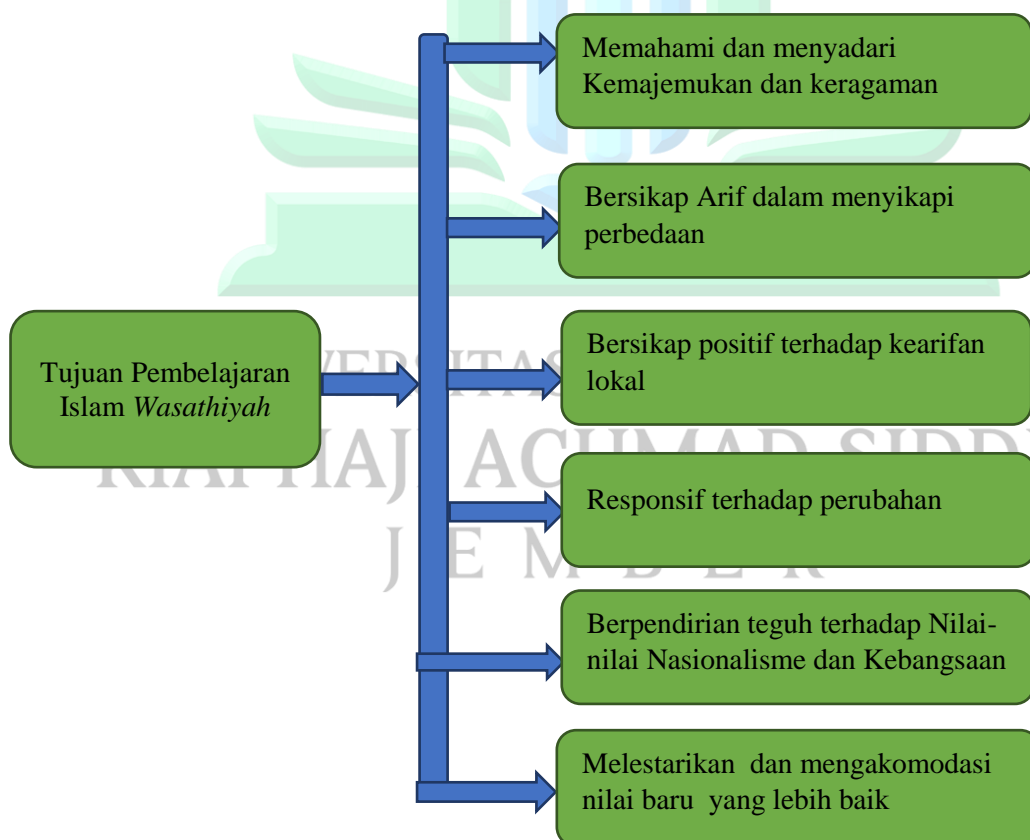 Memahami dan menyadari
Kemajemukan dan keragaman
Bersikap Arif dalam menyikapi
perbedaan
Tujuan Pembelajaran
Islam Wasathiyah
Bersikap positif terhadap kearifan
lokal
Responsif terhadap perubahan
Berpendirian teguh terhadap Nilai-
nilai Nasionalisme dan Kebangsaan
Melestarikan dan mengakomodasi
nilai baru yang lebih baik
J E M B E R